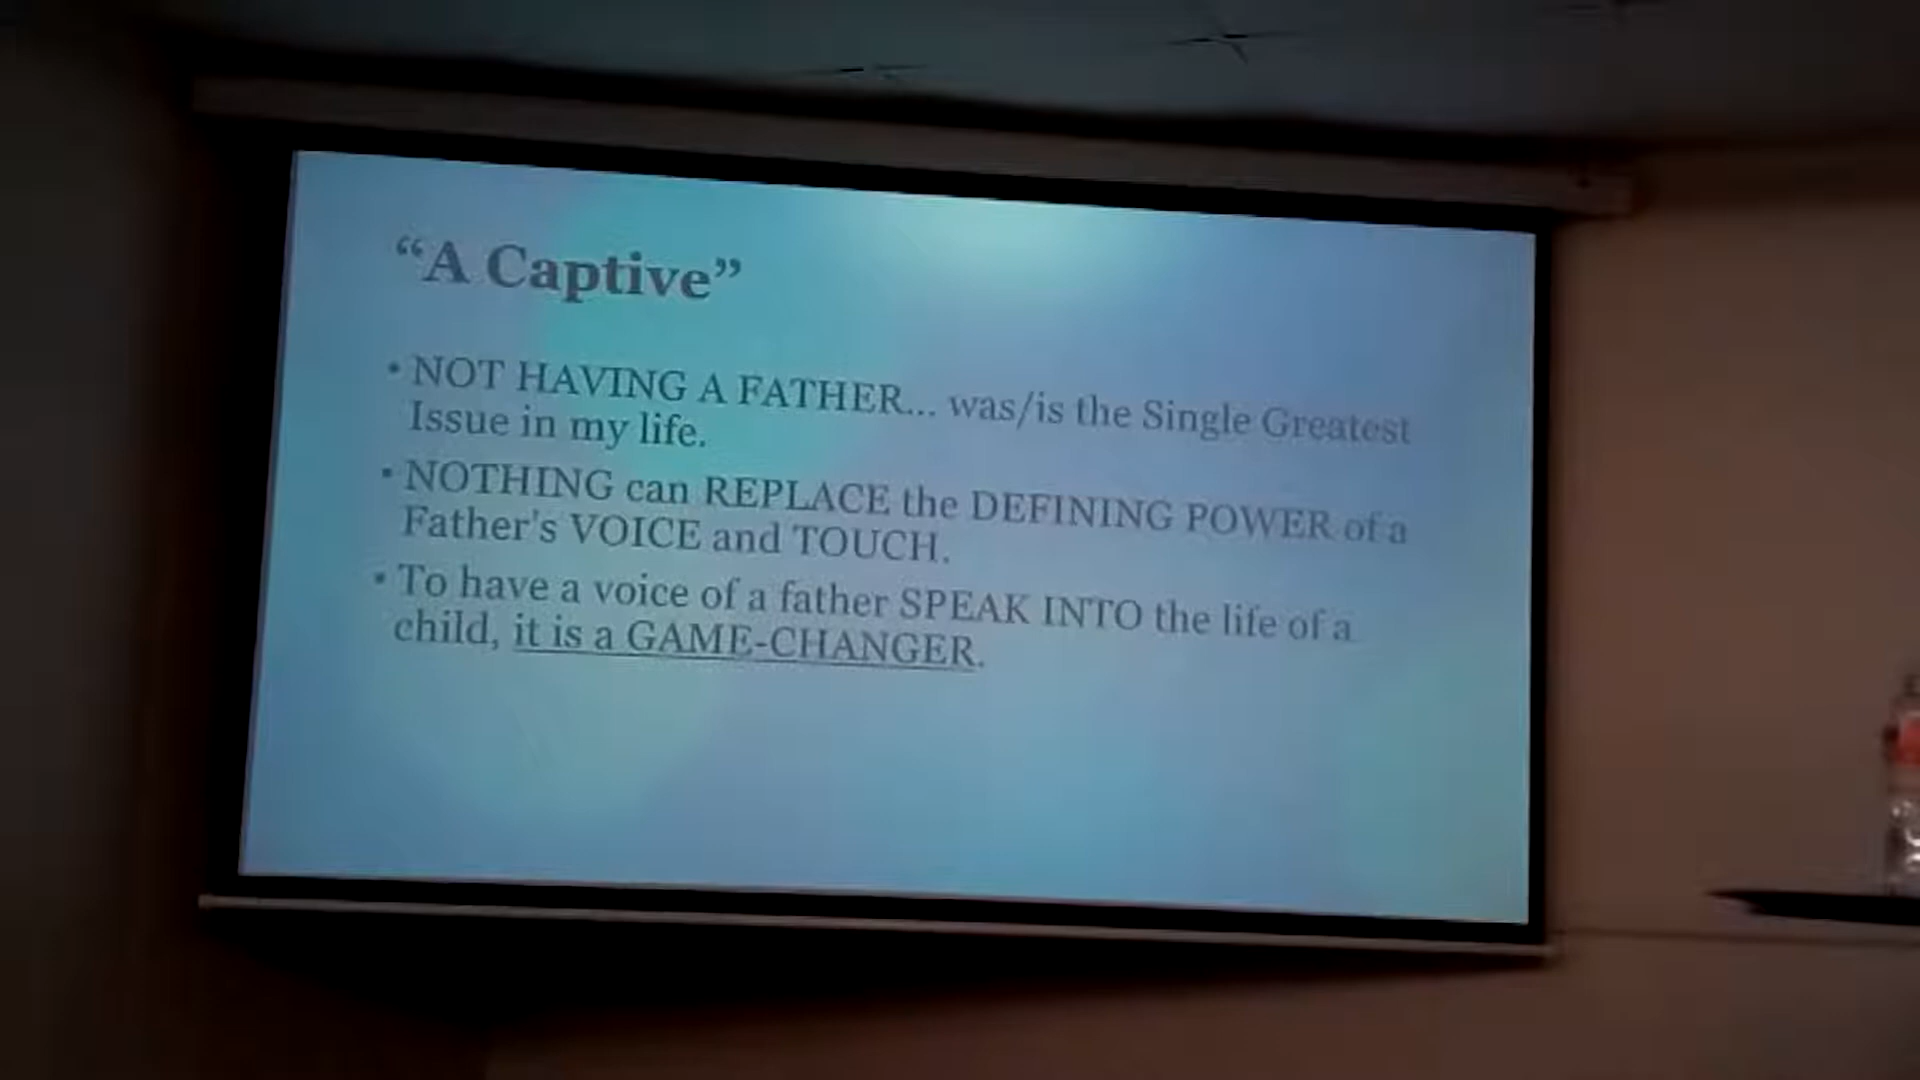 “A Captive”
• NOT HAVING A FATHER... was/is the Single Greatest
Issue in my life.
• NOTHING can REPLACE the DEFINING POWER of a
Father's VOICE and TOUCH.
• To have a voice of a father SPEAK INTO the life of a
child, it is a GAME-CHANGER.